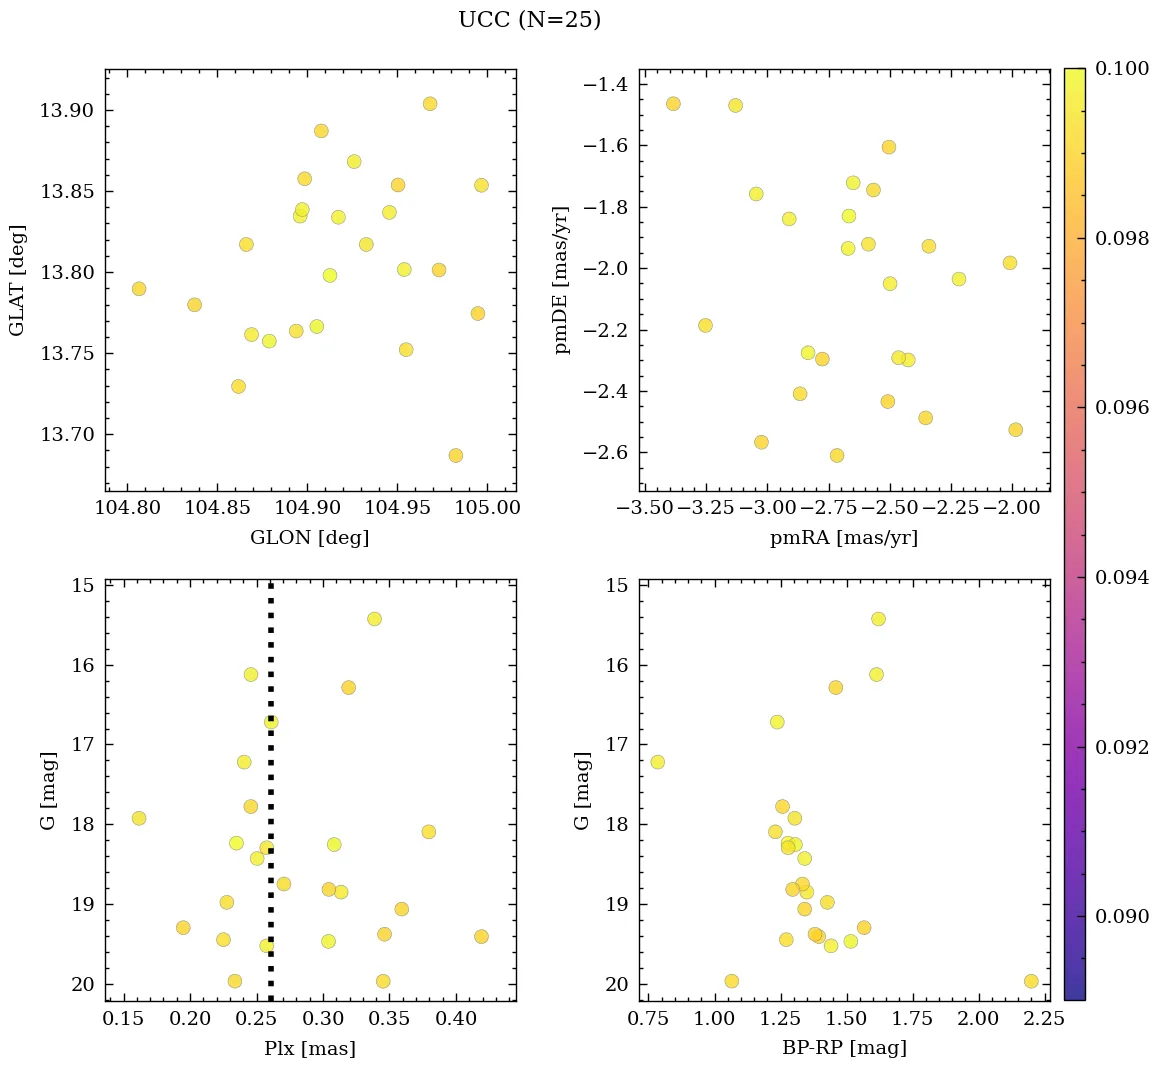 UCC (N=25)
13.90
13.85
13.80
13.75
13.70
GLAT [deg]
104.80 104.85 104.90 104.95 105.00
GLON [deg]
−1.4
−1.6
−1.8
−2.0
−2.2
−2.4
−2.6
pmDE [mas/yr]
−3.50 −3.25 −3.00 −2.75 −2.50 −2.25 −2.00
pmRA [mas/yr]
0.100
0.098
0.096
0.094
0.092
0.090
15
16
17
18
19
20
G [mag]
0.15 0.20 0.25 0.30 0.35 0.40
Plx [mas]
15
16
17
18
19
20
G [mag]
0.75 1.00 1.25 1.50 1.75 2.00 2.25
BP-RP [mag]